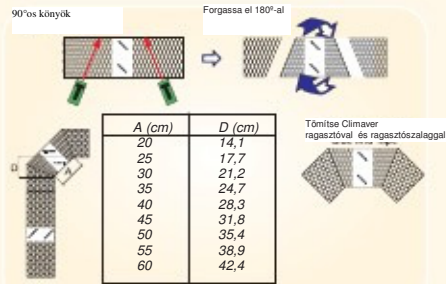 90°os könyök
Forgassa el 180º-al
A (cm) D (cm)
20 14,1
25 17,7
30 21,2
35 24,7
40 28,3
45 31,8
50 35,4
55 38,9
60 42,4
Tömítse Climaver
ragasztóval és ragasztószalaggal
D
A